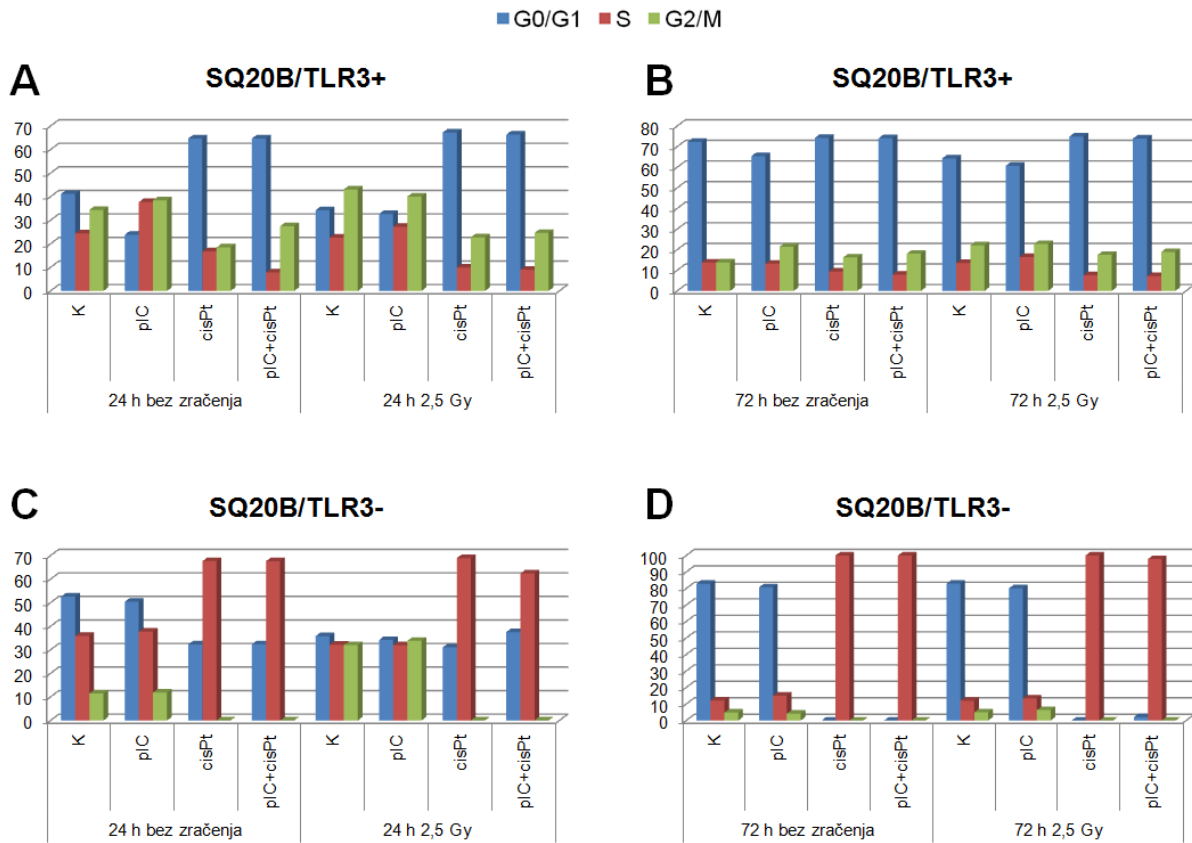 G0/G1 S G2/M
A
SQ20B/TLR3+
70
60
50
40
30
20
10
0
K
pIC
cisPt
pIC+cisPt
K
pIC
cisPt
pIC+cisPt
24 h bez zračenja
24 h 2,5 Gy
B
SQ20B/TLR3+
80
70
60
50
40
30
20
10
0
K
pIC
cisPt
pIC+cisPt
K
pIC
cisPt
pIC+cisPt
72 h bez zračenja
72 h 2,5 Gy
C
SQ20B/TLR3-
70
60
50
40
30
20
10
0
K
pIC
cisPt
pIC+cisPt
K
pIC
cisPt
pIC+cisPt
24 h bez zračenja
24 h 2,5 Gy
D
SQ20B/TLR3-
100
90
80
70
60
50
40
30
20
10
0
K
pIC
cisPt
pIC+cisPt
K
pIC
cisPt
pIC+cisPt
72 h bez zračenja
72 h 2,5 Gy